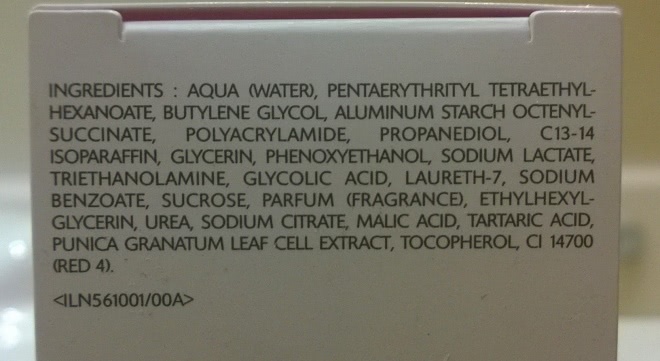 INGREDIENTS : AQUA (WATER), PENTAERYTHRITYL TETRAETHYL-
HEXANOATE, BUTYLENE GLYCOL, ALUMINUM STARCH OCTENYL-
SUCCINATE, POLYACRYLAMIDE, PROPANEDIOL, C13-14
ISOPARAFFIN, GLYCERIN, PHENOXYETHANOL, SODIUM LACTATE,
TRIETHANOLAMINE, GLYCOLIC ACID, LAURETH-7, SODIUM
BENZOATE, SUCROSE, PARFUM (FRAGRANCE), ETHYLHEXYL-
GLYCERIN, UREA, SODIUM CITRATE, MALIC ACID, TARTARIC ACID,
PUNICA GRANATUM LEAF CELL EXTRACT, TOCOPHEROL, CI 14700
(RED 4).
<ILN561001/00A>